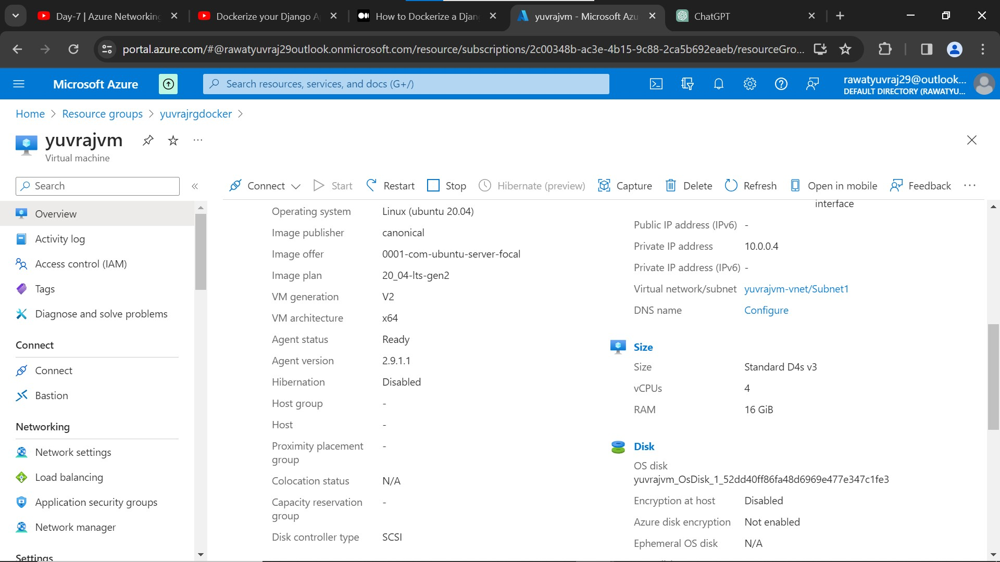 Day-7 | Azure Networking
Dockerize your Django A
How to Dockerize a Djan
yuvrajvm - Microsoft Azu
ChatGPT
portal.azure.com/#@rawatyuvraj29outlook.onmicrosoft.com/resource/subscriptions/2c00348b-ac3e-4b15-9c88-2ca5b692eaeb/resourceGro...
Microsoft Azure
Search resources, services, and docs (G+/)
rawatyuvraj29@outlook...
DEFAULT DIRECTORY (RAWATYU...
Home > Resource groups > yuvrajrgdocker >
yuvrajvm
Virtual machine
Search
Connect
Start
Restart
Stop
Hibernate (preview)
Capture
Delete
Refresh
Open in mobile
Feedback
Overview
Activity log
Access control (IAM)
Tags
Diagnose and solve problems
Connect
Connect
Bastion
Networking
Network settings
Load balancing
Application security groups
Network manager
Settings
Operating system Linux (ubuntu 20.04)
Image publisher canonical
Image offer 0001-com-ubuntu-server-focal
Image plan 20_04-lts-gen2
VM generation V2
VM architecture x64
Agent status Ready
Agent version 2.9.1.1
Hibernation Disabled
Host group -
Host -
Proximity placement -
group
Colocation status N/A
Capacity reservation -
group
Disk controller type SCSI
interface
Public IP address (IPv6) -
Private IP address 10.0.0.4
Private IP address (IPv6) -
Virtual network/subnet yuvrajvm-vnet/Subnet1
DNS name Configure
Size
Size Standard D4s v3
vCPUs 4
RAM 16 GiB
Disk
OS disk
yuvrajvm_OsDisk_1_52dd40ff86fa48d6969e477e347c1fe3
Encryption at host Disabled
Azure disk encryption Not enabled
Ephemeral OS disk N/A